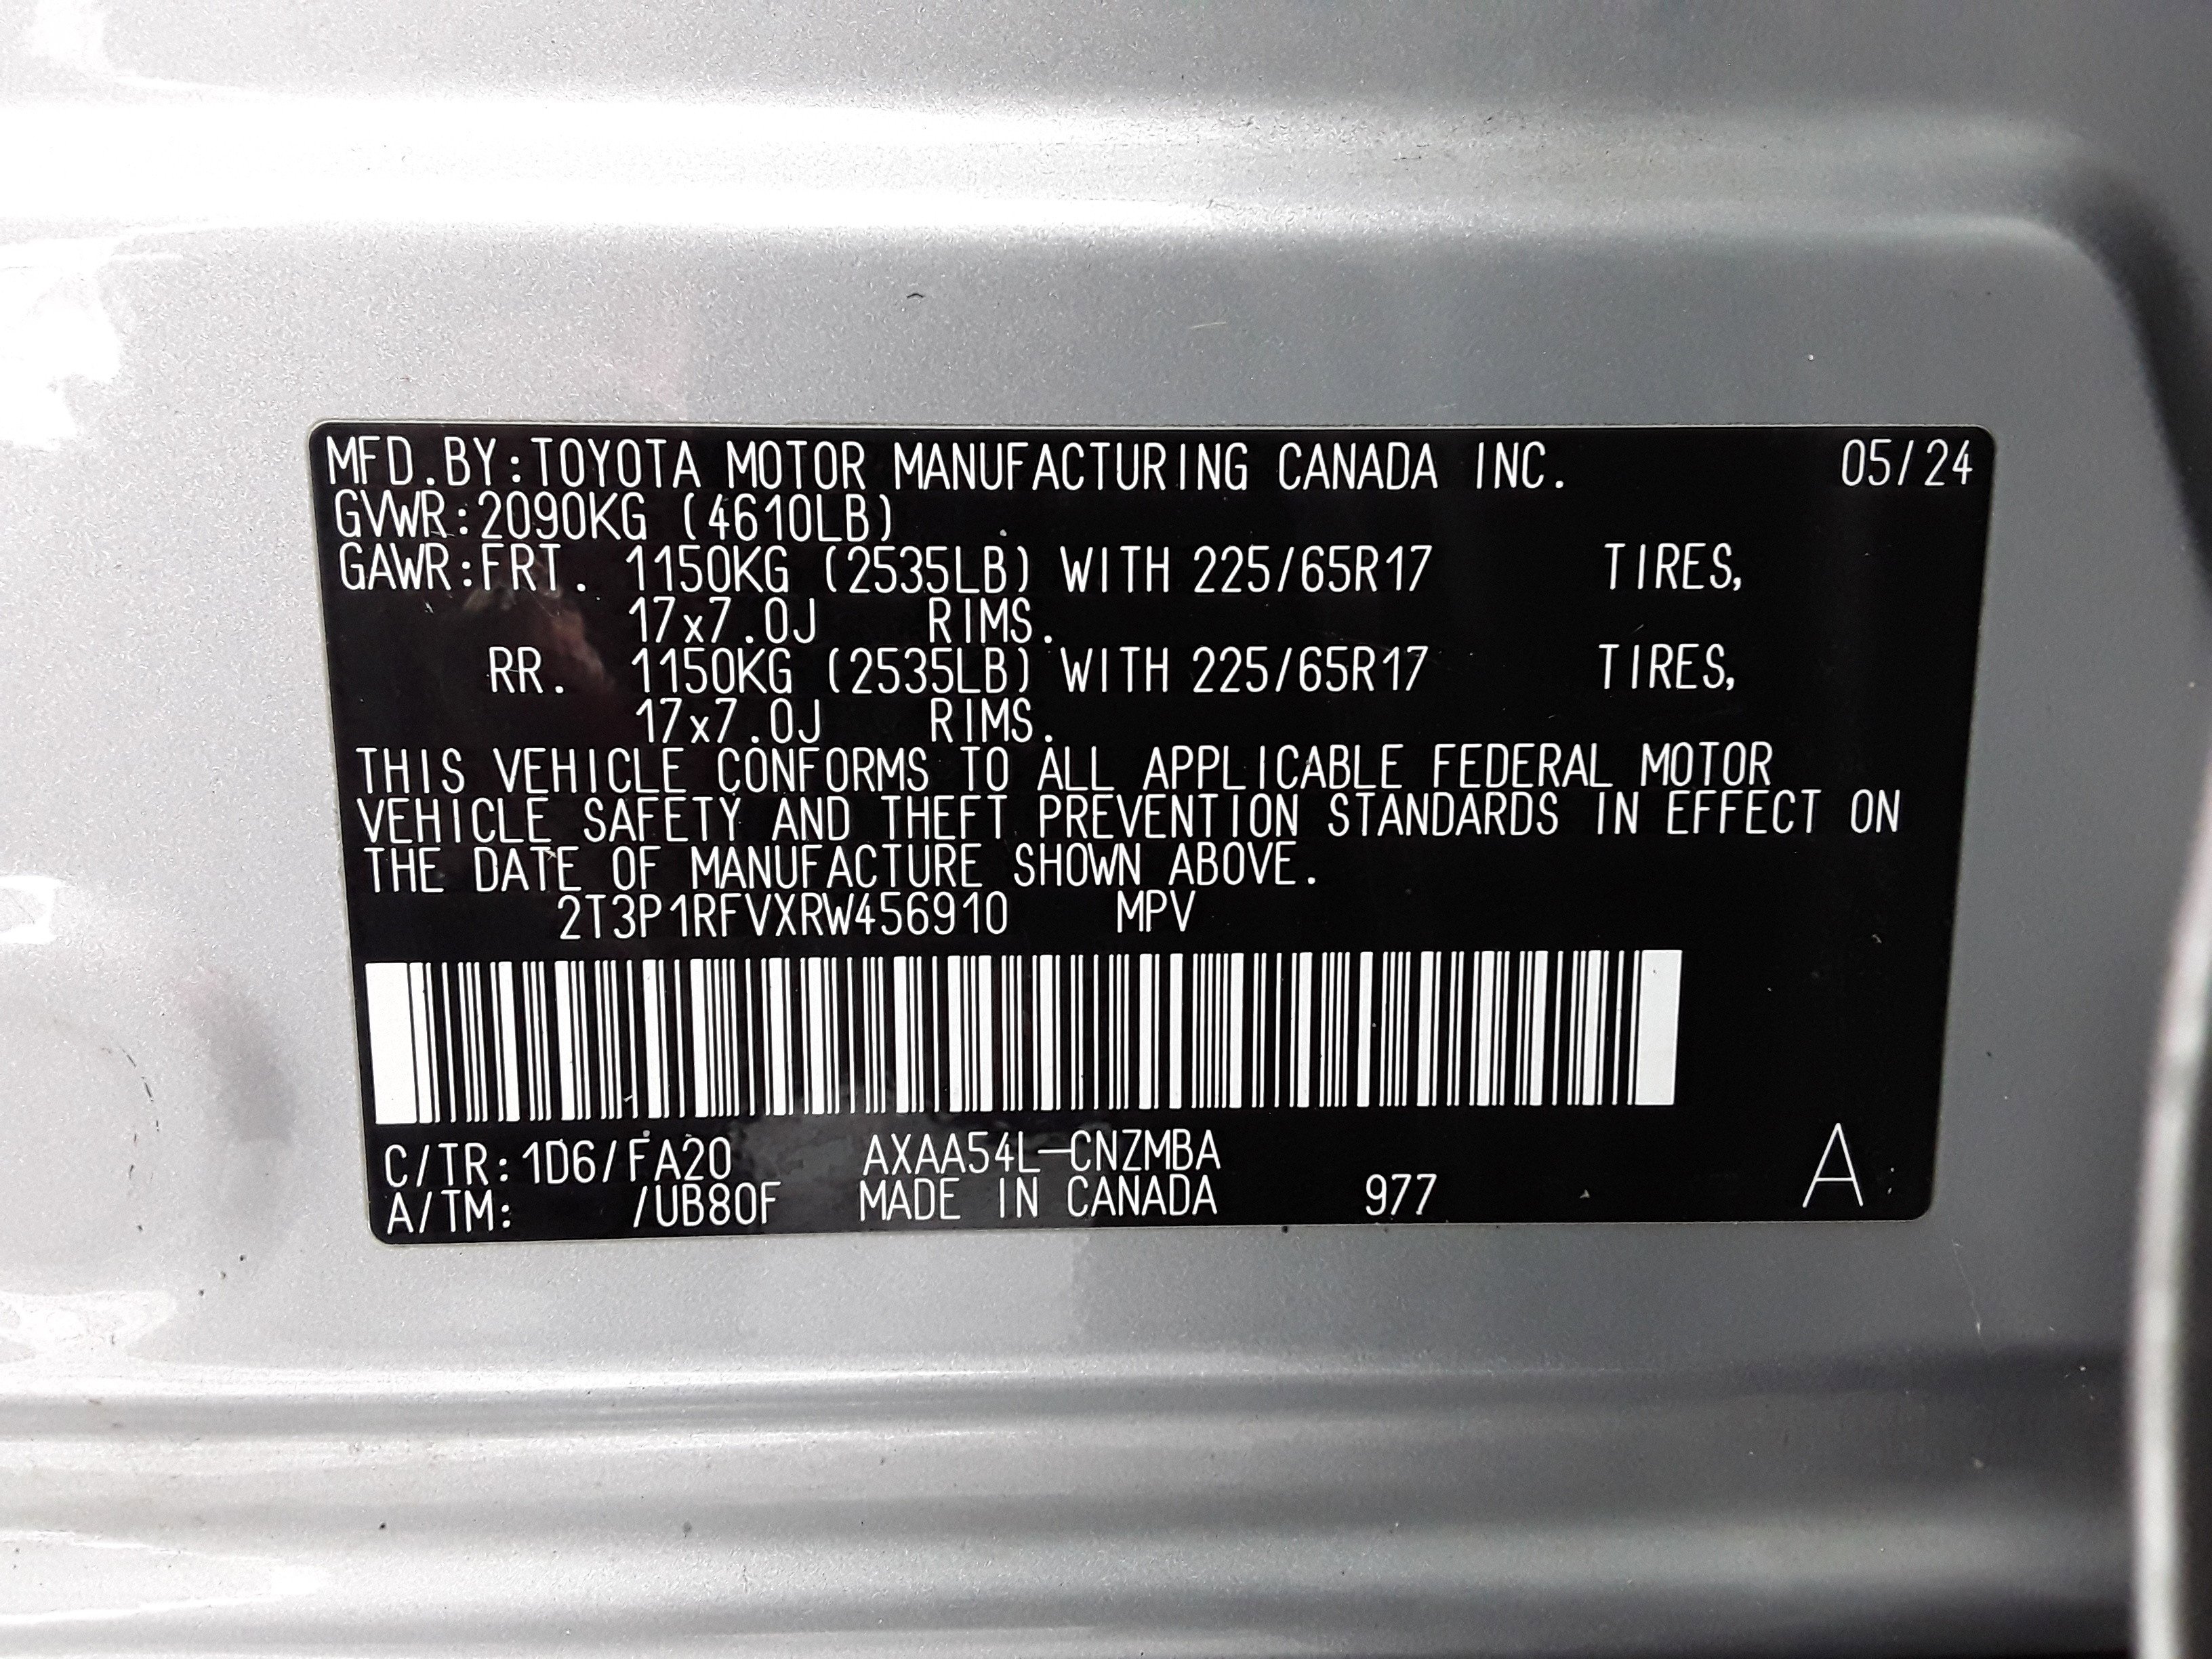 MFD.BY:TOYOTA MOTOR MANUFACTURING CANADA INC. 05/24
GVWR:2090KG (4610LB)
GAWR:FRT. 1150KG (2535LB) WITH 225/65R17 TIRES,
17x7.0J RIMS.
RR. 1150KG (2535LB) WITH 225/65R17 TIRES,
17x7.0J RIMS.
THIS VEHICLE CONFORMS TO ALL APPLICABLE FEDERAL MOTOR
VEHICLE SAFETY AND THEFT PREVENTION STANDARDS IN EFFECT ON
THE DATE OF MANUFACTURE SHOWN ABOVE.
2T3P1RFVXRW456910 MPV
C/TR:1D6/FA20 AXAA54L-CNZMBA
A/TM: /UB80F MADE IN CANADA 977 A